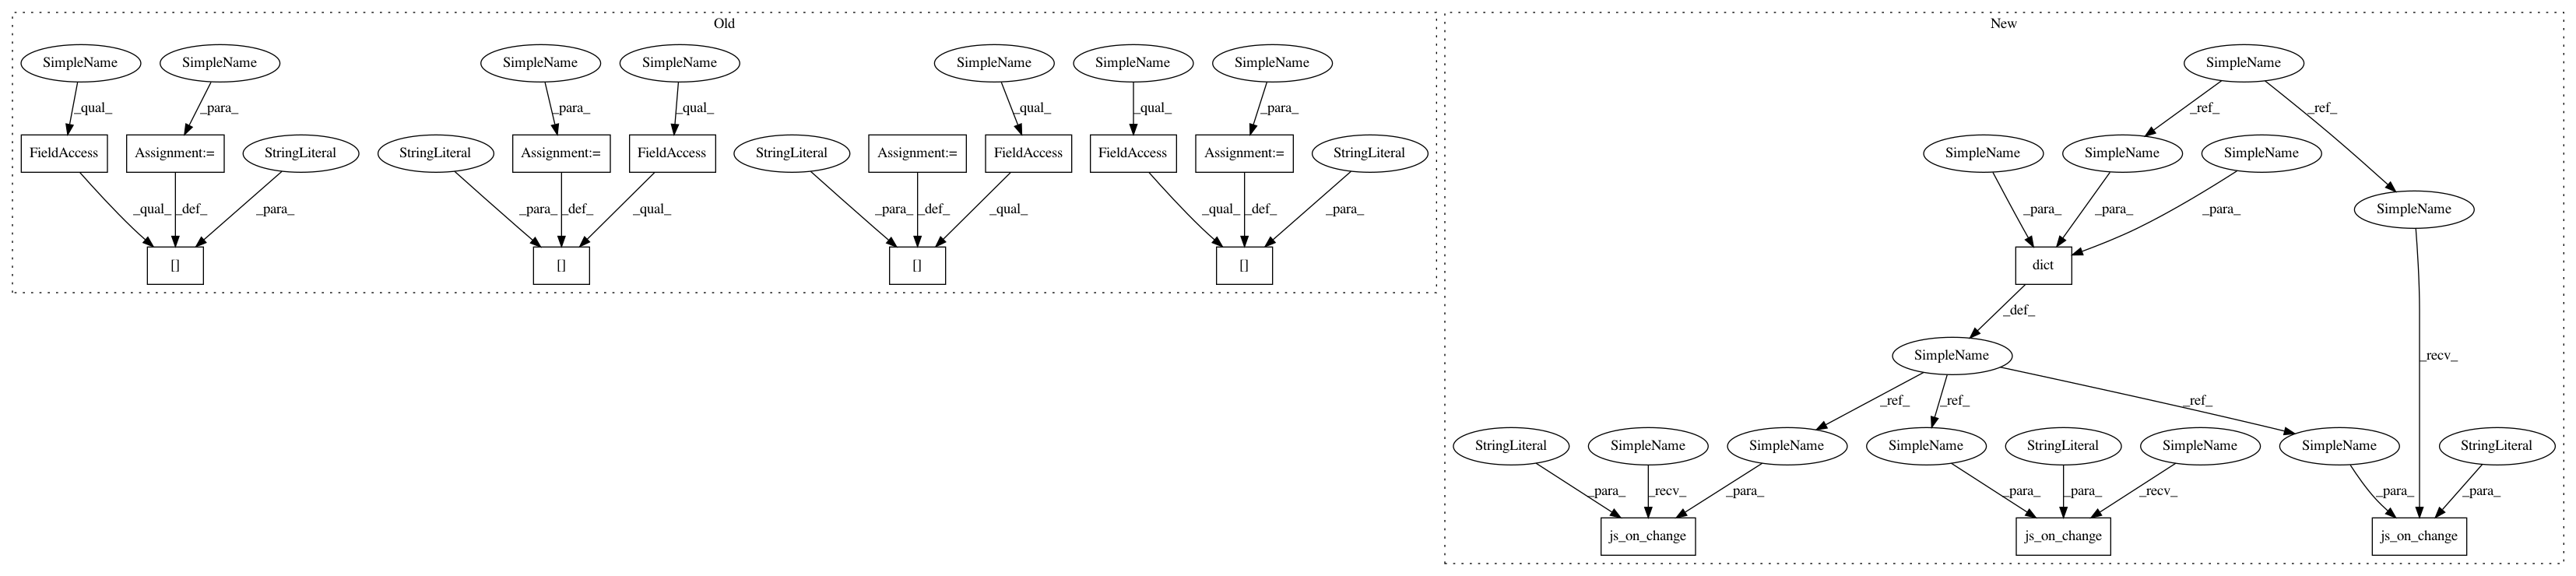 Old
New
SimpleName SimpleName SimpleName SimpleName SimpleName SimpleName SimpleName SimpleName
_qual_ _para_ _para_ _qual_ _qual_ _qual_ _para_ _ref_ _ref_
FieldAccess Assignment:= StringLiteral StringLiteral Assignment:= FieldAccess StringLiteral Assignment:= FieldAccess FieldAccess Assignment:= StringLiteral SimpleName SimpleName SimpleName
_qual_ _def_ _para_ _para_ _def_ _qual_ _para_ _def_ _qual_ _qual_ _def_ _para_ _para_ _para_ _para_ SimpleName
[] [] [] [] dict
_def_
SimpleName _recv_
_ref_ _ref_ _ref_
StringLiteral SimpleName SimpleName SimpleName StringLiteral SimpleName SimpleName StringLiteral
_para_ _recv_ _para_ _para_ _para_ _recv_ _para_ _para_
js_on_change js_on_change js_on_change